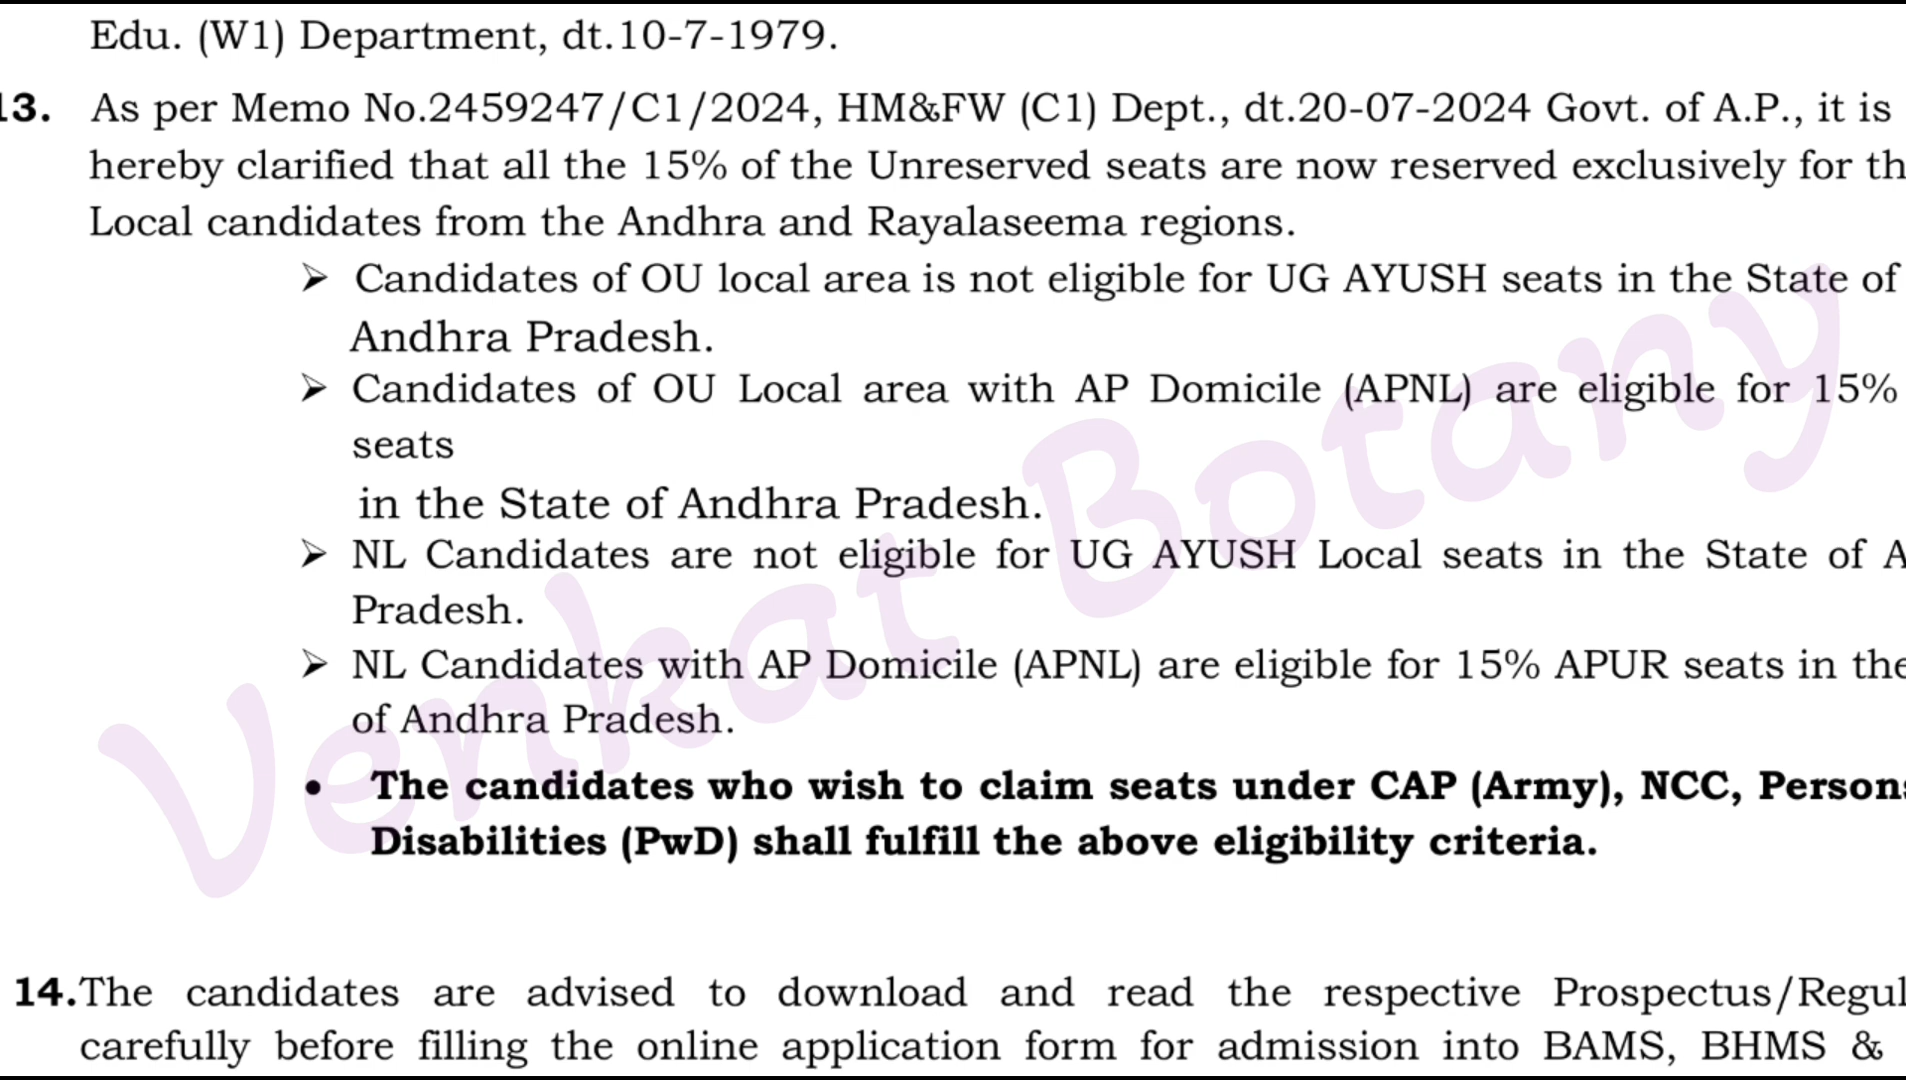 Edu. (W1) Department, dt.10-7-1979.
13. As per Memo No.2459247/C1/2024, HM&FW (C1) Dept., dt.20-07-2024 Govt. of A.P., it is
hereby clarified that all the 15% of the Unreserved seats are now reserved exclusively for th
Local candidates from the Andhra and Rayalaseema regions.
➢ Candidates of OU local area is not eligible for UG AYUSH seats in the State of
Andhra Pradesh.
➢ Candidates of OU Local area with AP Domicile (APNL) are eligible for 15%
seats
in the State of Andhra Pradesh.
➢ NL Candidates are not eligible for UG AYUSH Local seats in the State of A
Pradesh.
➢ NL Candidates with AP Domicile (APNL) are eligible for 15% APUR seats in the
of Andhra Pradesh.
• The candidates who wish to claim seats under CAP (Army), NCC, Persons
Disabilities (PwD) shall fulfill the above eligibility criteria.
14.The candidates are advised to download and read the respective Prospectus/Regul
carefully before filling the online application form for admission into BAMS, BHMS &
Venkat Botany